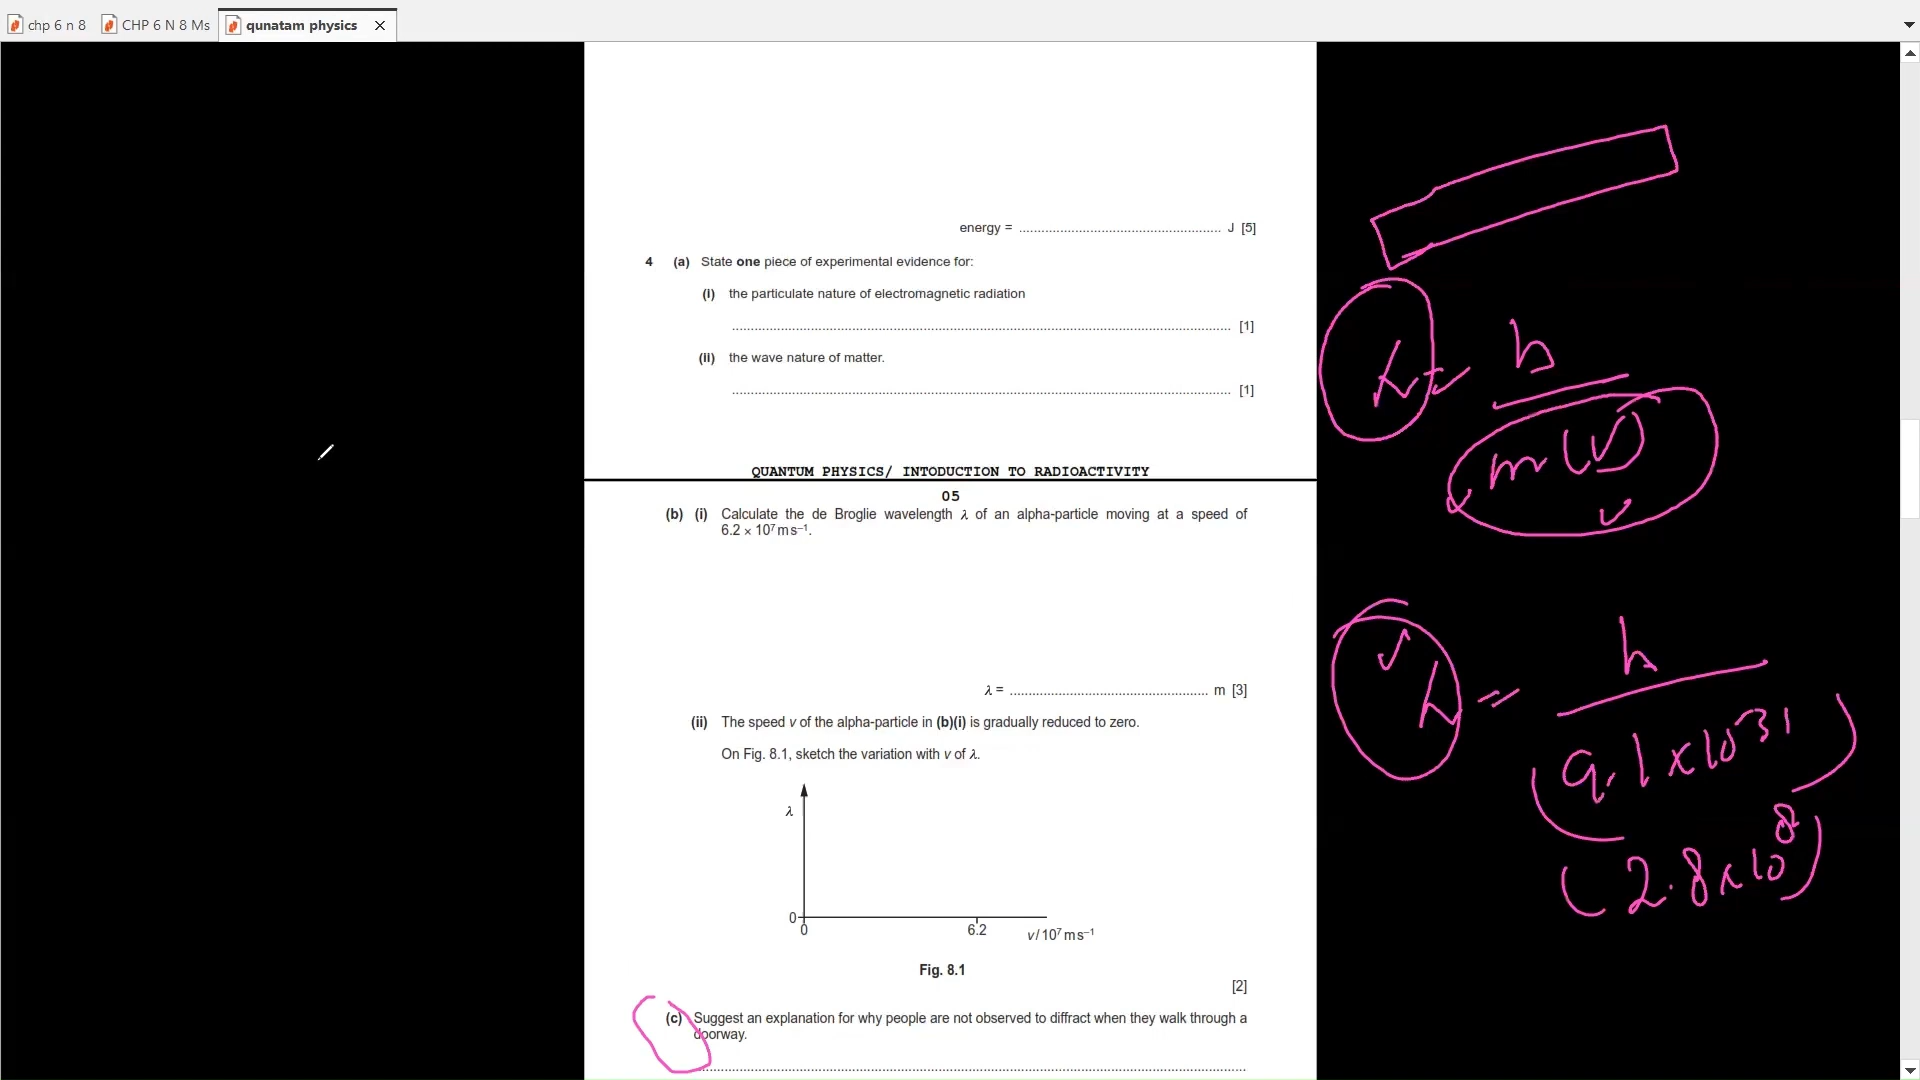 chp 6 n 8 CHP 6 N 8 Ms qunatam physics
energy = ........................................................ J [5]
4 (a) State one piece of experimental evidence for:
(i) the particulate nature of electromagnetic radiation
.................................................................................................................................... [1]
(ii) the wave nature of matter.
.................................................................................................................................... [1]
QUANTUM PHYSICS/ INTODUCTION TO RADIOACTIVITY
05
(b) (i) Calculate the de Broglie wavelength λ of an alpha-particle moving at a speed of
6.2 × 10⁷ m s⁻¹.
λ = ...................................................... m [3]
(ii) The speed v of the alpha-particle in (b)(i) is gradually reduced to zero.
On Fig. 8.1, sketch the variation with v of λ.
λ
0
0 6.2 v / 10⁷ m s⁻¹
Fig. 8.1
[2]
(c) Suggest an explanation for why people are not observed to diffract when they walk through a
doorway.
λ = h
m (v)
v
λ = h
9.1 x 10⁻³¹
(2.8 x 10⁸)